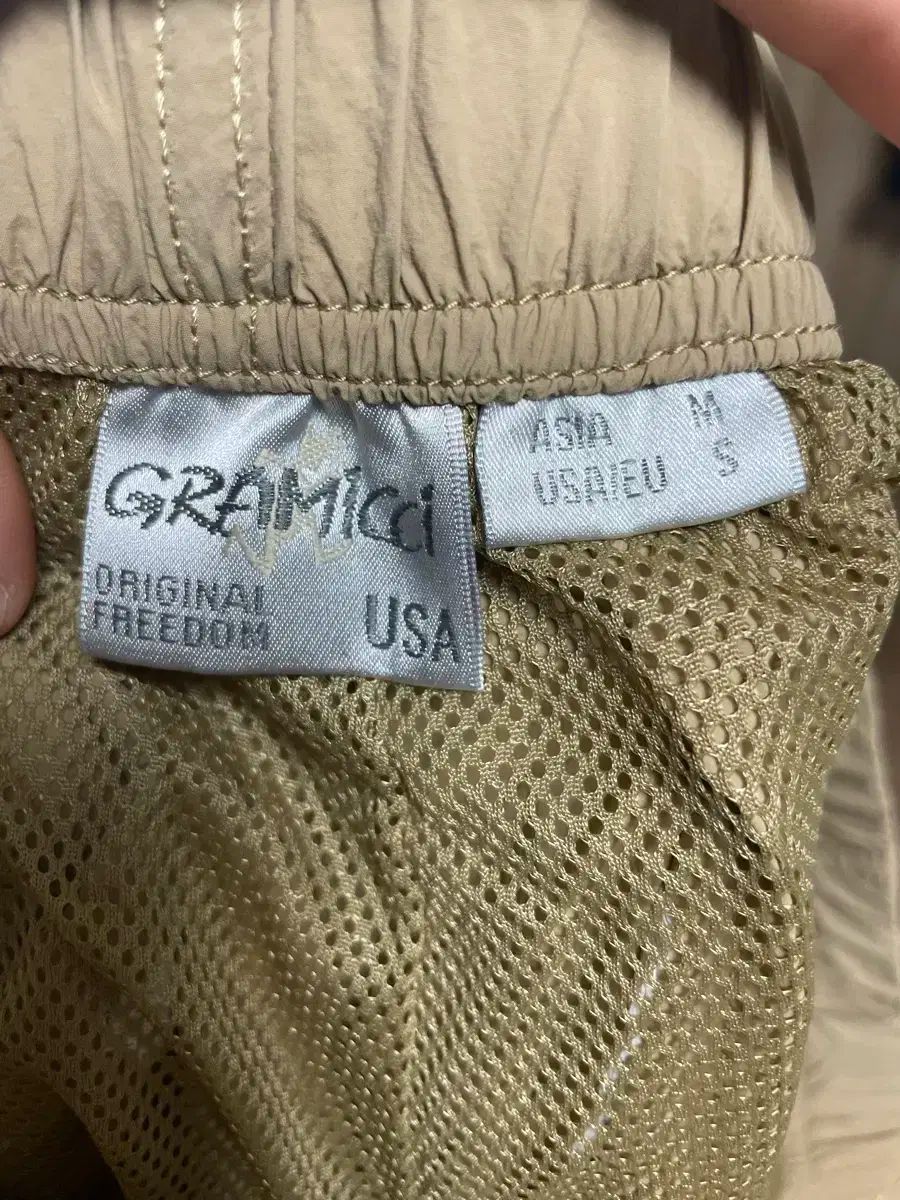 GRAMICCi
ORIGINAL
FREEDOM
USA
ASIA M
USA/EU S